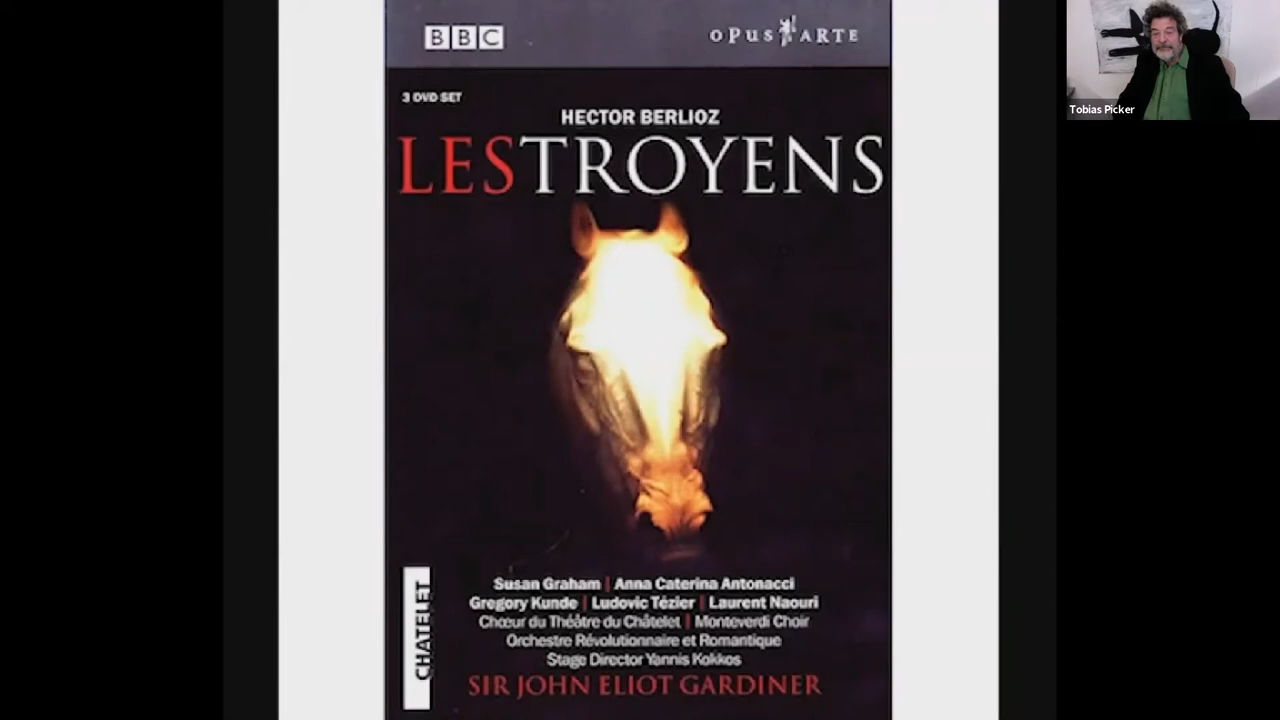 BBC
OPUS ARTE
Tobias Picker
3 DVD SET
HECTOR BERLIOZ
LES TROYENS
Susan Graham | Anna Caterina Antonacci
Gregory Kunde | Ludovic Tézier | Laurent Naouri
Chœur du Théâtre du Châtelet | Monteverdi Choir
Orchestre Révolutionnaire et Romantique
Stage Director Yannis Kokkos
SIR JOHN ELIOT GARDINER
CHATELET